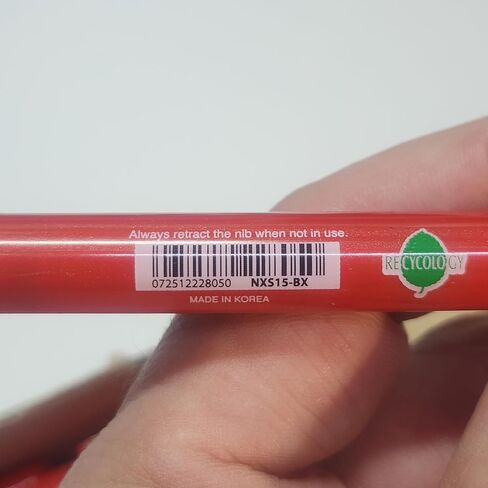 Always retract the nib when not in use.
RECYCOLOGY
072512228050 NXS15-BX
MADE IN KOREA